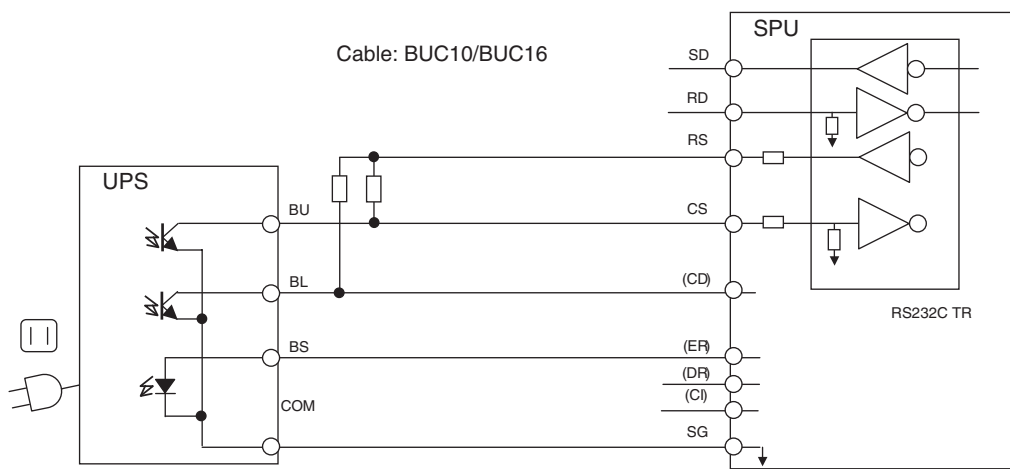 SPU
Cable: BUC10/BUC16
SD
RD
RS
UPS
BU
CS
BL
(CD)
RS232C TR
BS
(ER)
(DR)
(CI)
COM
SG